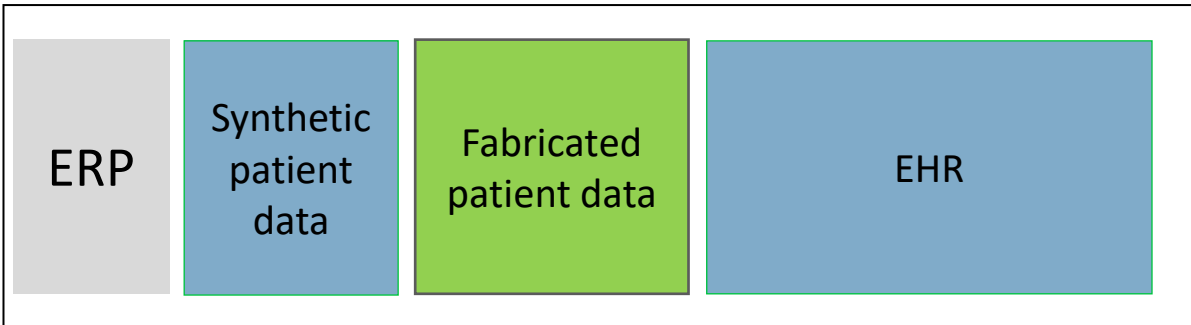 ERP
Synthetic
patient
data
Fabricated
patient data
EHR